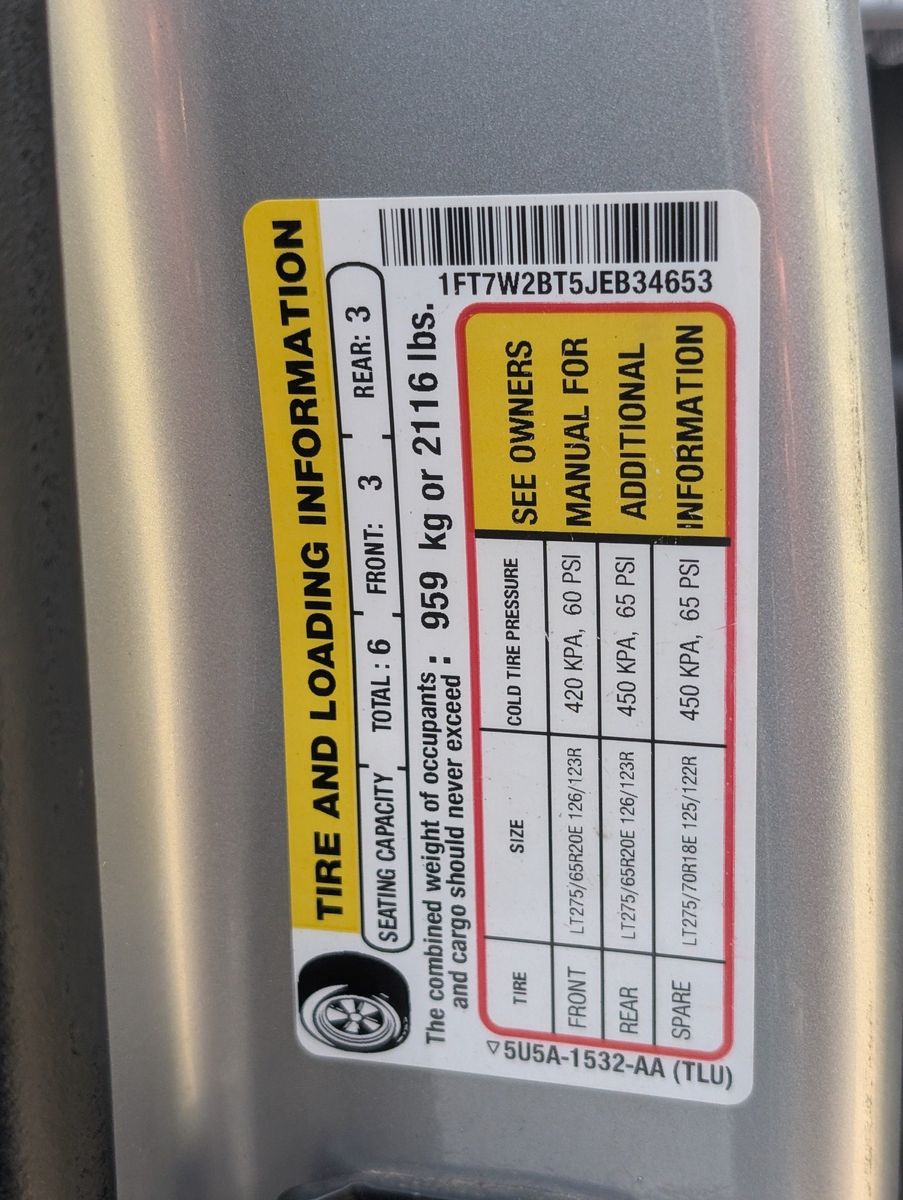 TIRE AND LOADING INFORMATION
SEATING CAPACITY TOTAL : 6 FRONT: 3 REAR: 3
The combined weight of occupants : 959 kg or 2116 lbs.
and cargo should never exceed :
TIRE SIZE COLD TIRE PRESSURE
FRONT LT275/65R20E 126/123R 420 KPA, 60 PSI
REAR LT275/65R20E 126/123R 450 KPA, 65 PSI
SPARE LT275/70R18E 125/122R 450 KPA, 65 PSI
SEE OWNERS
MANUAL FOR
ADDITIONAL
INFORMATION
5U5A-1532-AA (TLU)
1FT7W2BT5JEB34653